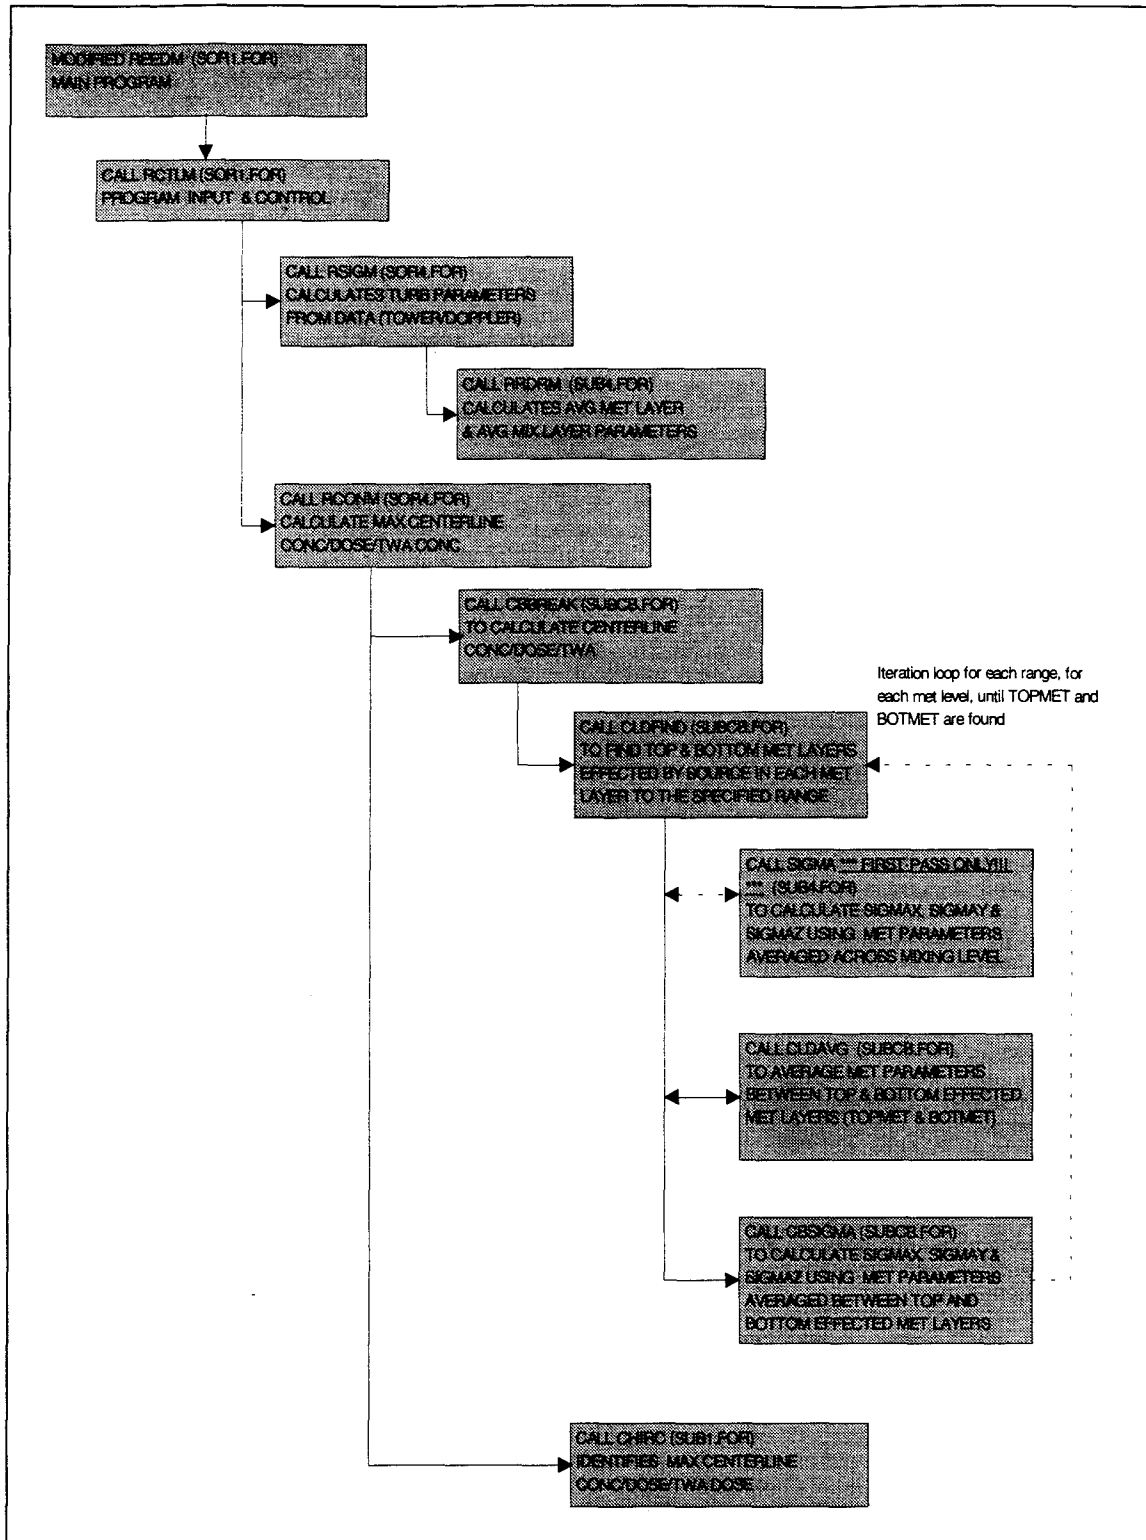 MODIFIED REEDM (SOR1.FOR)
MAIN PROGRAM
CALL RCTLM (SOR1.FOR)
PROGRAM INPUT & CONTROL
CALL RSIGM (SOR4.FOR)
CALCULATES TURB PARAMETERS
FROM DATA (TOWER/DOPPLER)
CALL RRDRM (SUB4.FOR)
CALCULATES AVG MET LAYER
& AVG MIX LAYER PARAMETERS
CALL RCONM (SOR4.FOR)
CALCULATE MAX CENTERLINE
CONC/DOSE/TWA CONC
CALL CBBREAK (SUBCB.FOR)
TO CALCULATE CENTERLINE
CONC/DOSE/TWA
Iteration loop for each range, for
each met level, until TOPMET and
BOTMET are found
CALL CLDFIND (SUBCB.FOR)
TO FIND TOP & BOTTOM MET LAYERS
EFFECTED BY SOURCE IN EACH MET
LAYER TO THE SPECIFIED RANGE
CALL SIGMA *** FIRST PASS ONLY!!!
*** (SUB4.FOR)
TO CALCULATE SIGMAX, SIGMAY &
SIGMAZ USING MET PARAMETERS
AVERAGED ACROSS MIXING LEVEL
CALL CLDAVG (SUBCB.FOR)
TO AVERAGE MET PARAMETERS
BETWEEN TOP & BOTTOM EFFECTED
MET LAYERS (TOPMET & BOTMET)
CALL CBSIGMA (SUBCB.FOR)
TO CALCULATE SIGMAX, SIGMAY &
SIGMAZ USING MET PARAMETERS
AVERAGED BETWEEN TOP AND
BOTTOM EFFECTED MET LAYERS
CALL CHIRC (SUB1.FOR)
IDENTIFIES MAX CENTERLINE
CONC/DOSE/TWA DOSE